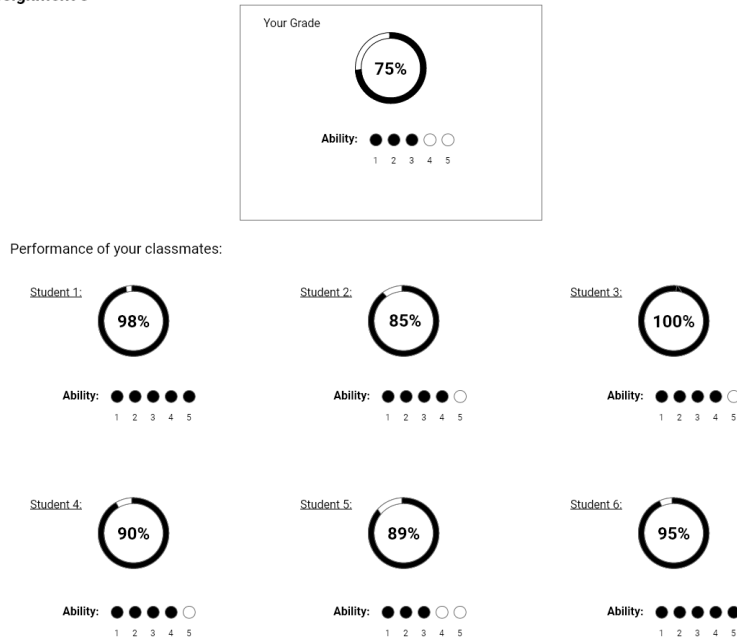 Your Grade
75%
Ability:
1 2 3 4 5
Performance of your classmates:
Student 1: 98%
Student 2: 85%
Student 3: 100%
Ability: 1 2 3 4 5
Ability: 1 2 3 4 5
Ability: 1 2 3 4 5
Student 4: 90%
Student 5: 89%
Student 6: 95%
Ability: 1 2 3 4 5
Ability: 1 2 3 4 5
Ability: 1 2 3 4 5